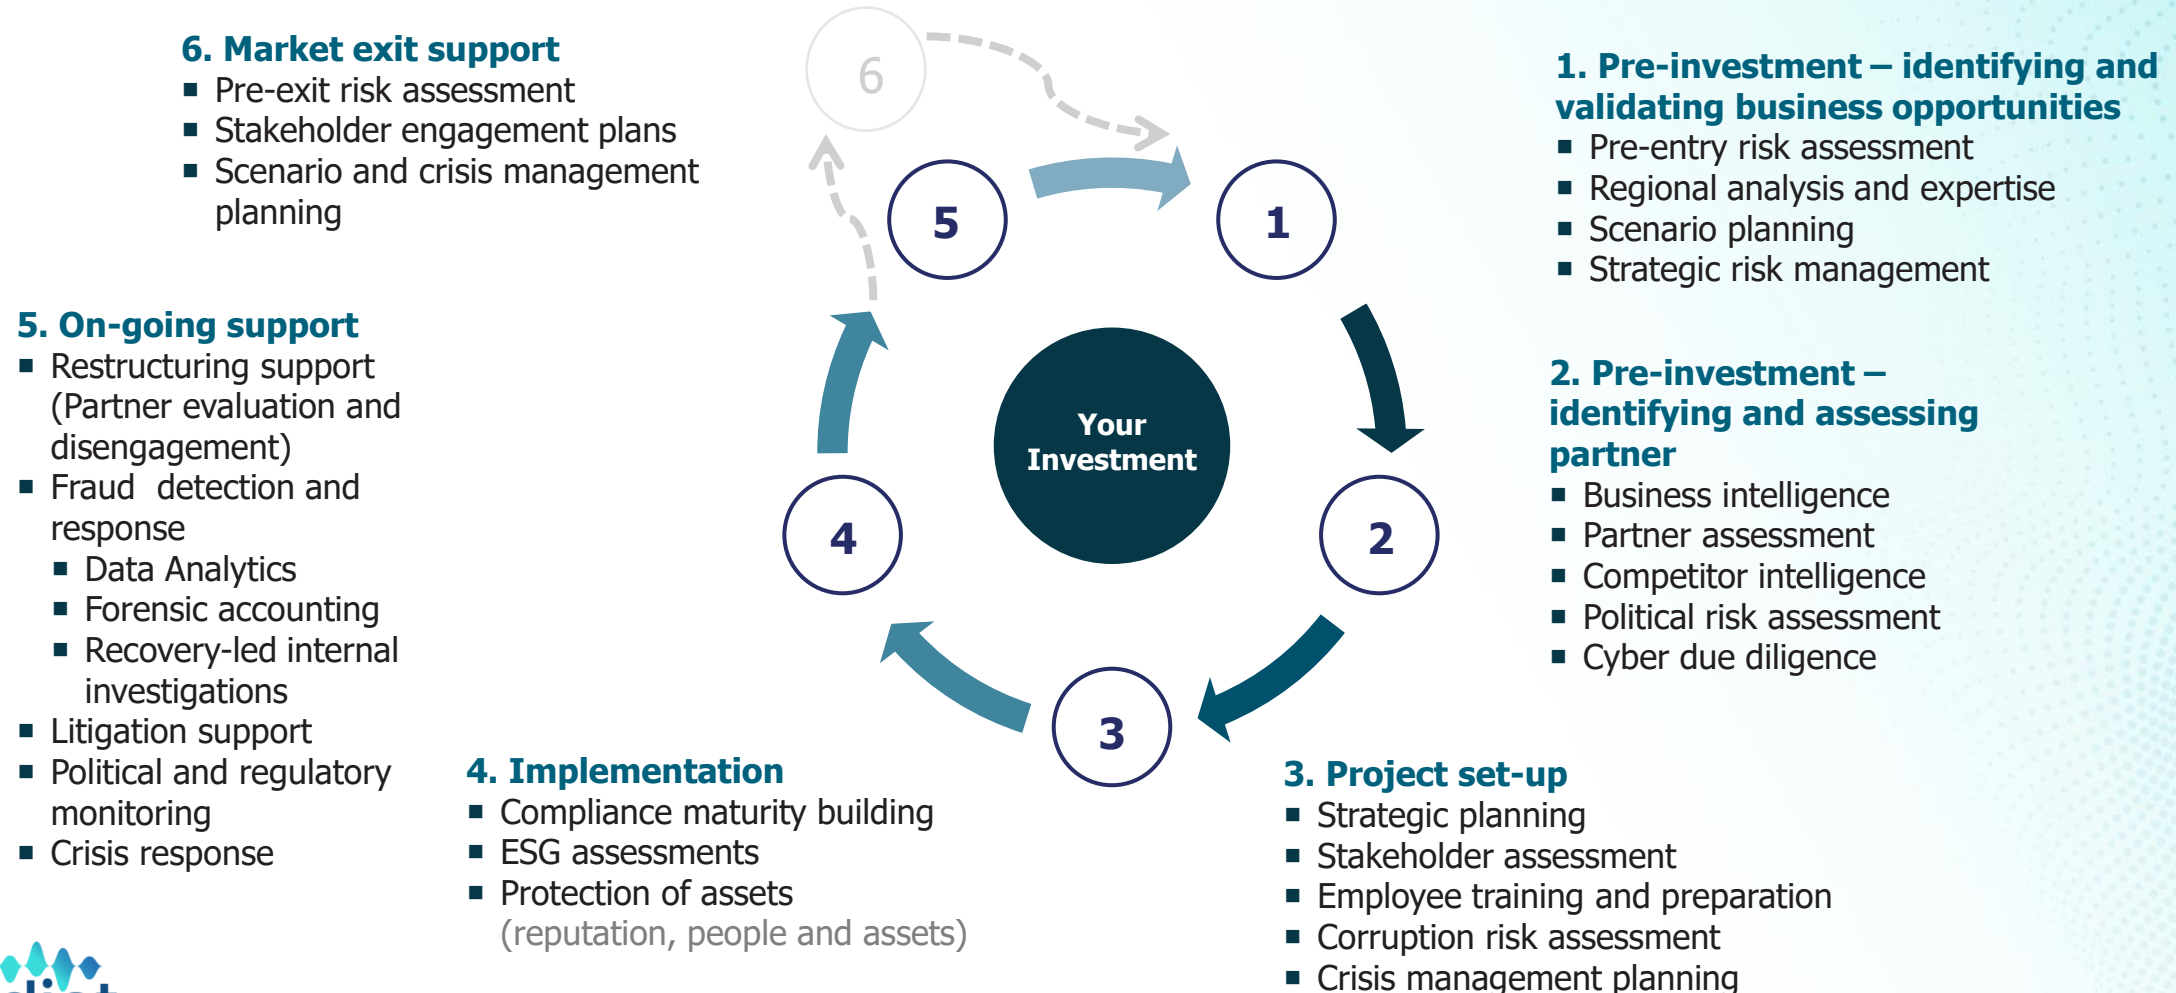 6. Market exit support
▪ Pre-exit risk assessment
▪ Stakeholder engagement plans
▪ Scenario and crisis management
planning
5. On-going support
▪ Restructuring support
(Partner evaluation and
disengagement)
▪ Fraud  detection and
response
▪ Data Analytics
▪ Forensic accounting
▪ Recovery-led internal
investigations
▪ Litigation support
▪ Political and regulatory
monitoring
▪ Crisis response
4. Implementation
▪ Compliance maturity building
▪ ESG assessments
▪ Protection of assets
(reputation, people and assets)
6
5
1
4
2
3
Your
Investment
1. Pre-investment – identifying and
validating business opportunities
▪ Pre-entry risk assessment
▪ Regional analysis and expertise
▪ Scenario planning
▪ Strategic risk management
2. Pre-investment –
identifying and assessing
partner
▪ Business intelligence
▪ Partner assessment
▪ Competitor intelligence
▪ Political risk assessment
▪ Cyber due diligence
3. Project set-up
▪ Strategic planning
▪ Stakeholder assessment
▪ Employee training and preparation
▪ Corruption risk assessment
▪ Crisis management planning